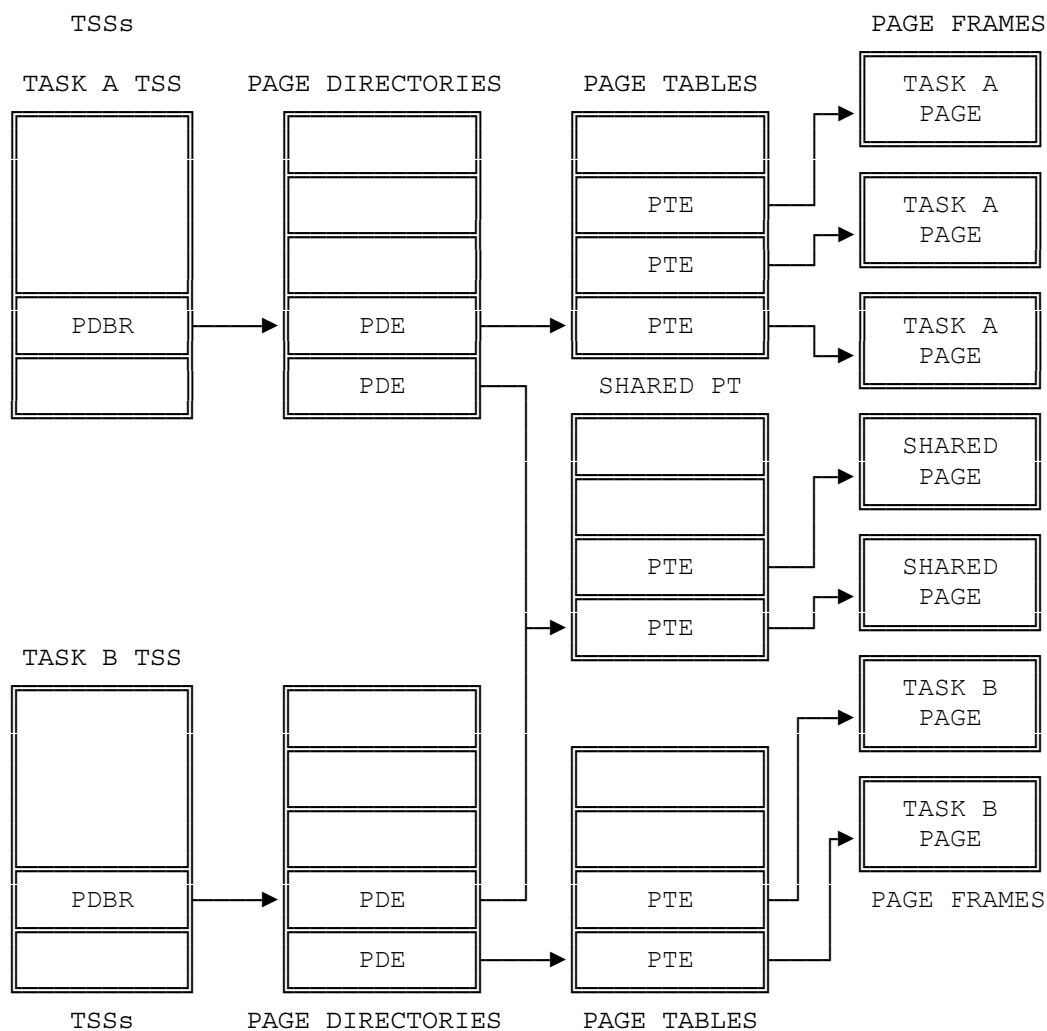 TSSs PAGE FRAMES
TASK A TSS PAGE DIRECTORIES PAGE TABLES
TASK A
PAGE
PTE
TASK A
PAGE
PTE
PDBR PDE PTE
TASK A
PAGE
PDE
SHARED PT
SHARED
PAGE
PTE
SHARED
PAGE
PTE
TASK B TSS
TASK B
PAGE
TASK B
PAGE
PDBR PDE PTE PAGE FRAMES
PDE PTE
TSSs PAGE DIRECTORIES PAGE TABLES